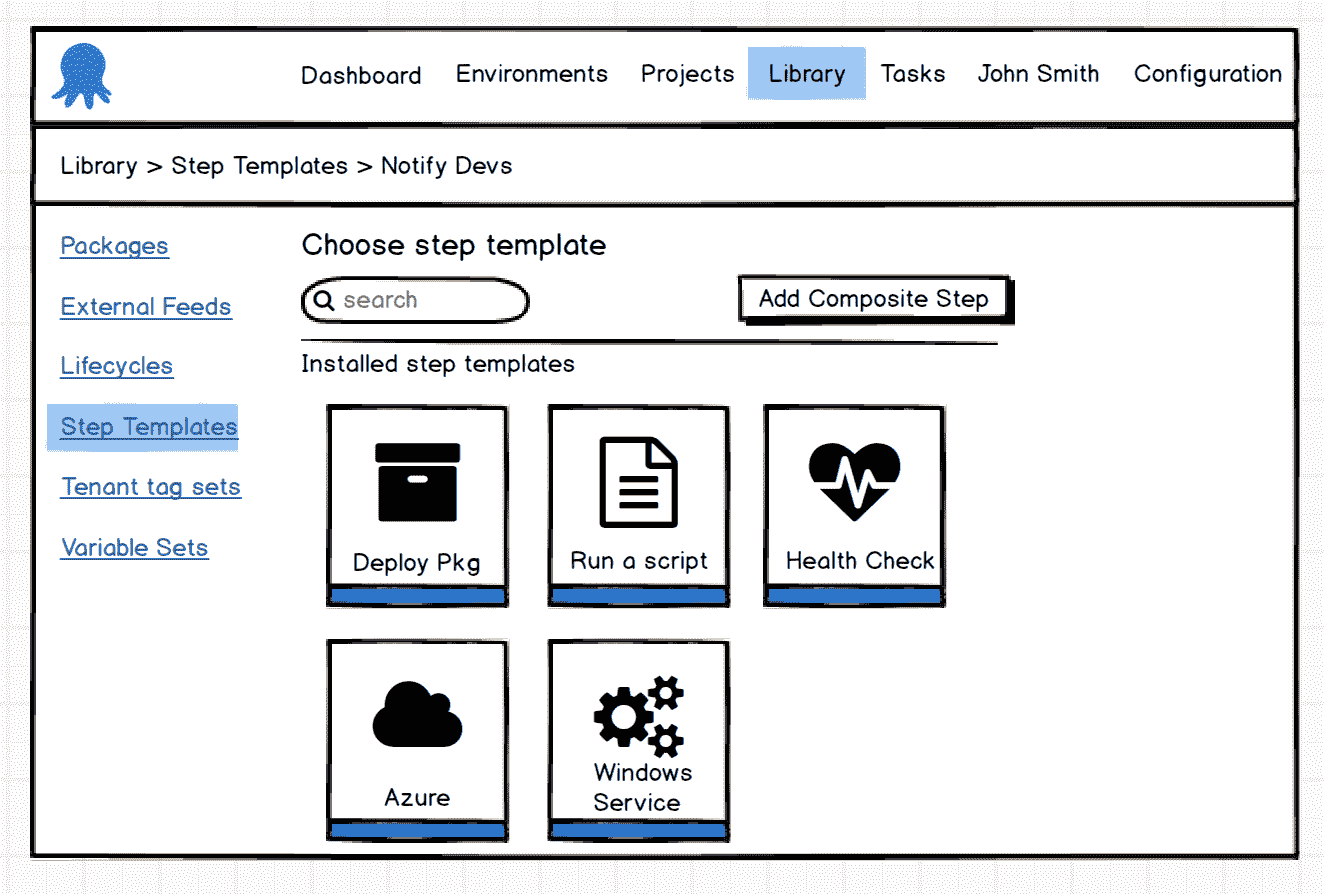 Dashboard Environments Projects Library Tasks John Smith Configuration
Library > Step Templates > Notify Devs
Packages
External Feeds
Lifecycles
Step Templates
Tenant tag sets
Variable Sets
Choose step template
search
Add Composite Step
Installed step templates
Deploy Pkg
Run a script
Health Check
Azure
Windows
Service